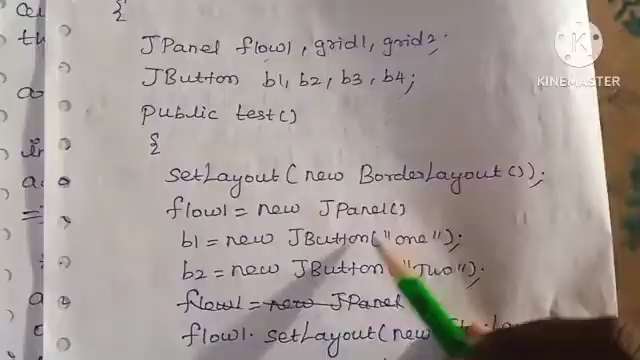 {
JPanel flow1, grid1, grid2;
JButton b1, b2, b3, b4;
public test()
{
setLayout(new BorderLayout());
flow1 = new JPanel()
b1 = new JButton("one");
b2 = new JButton("Two");
flow1 = new JPanel
flow1. setLayout(new
KINEMASTER